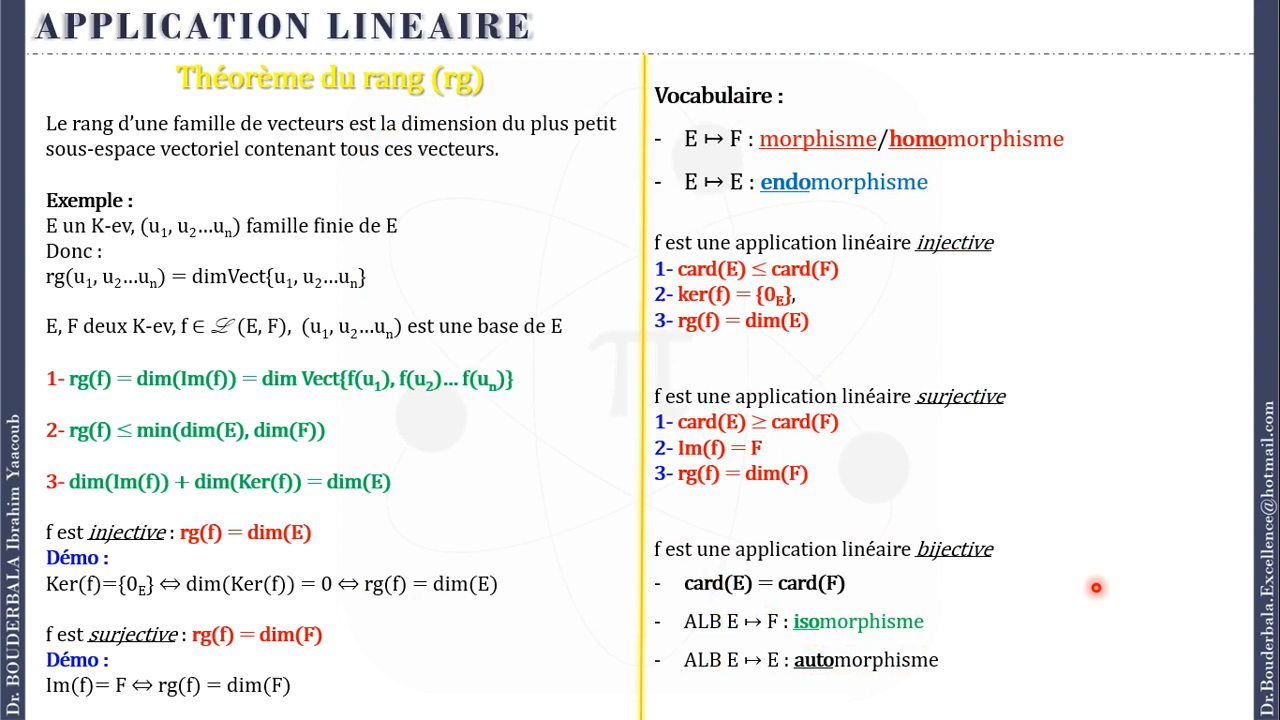 APPLICATION LINEAIRE
Théorème du rang (rg)
Le rang d’une famille de vecteurs est la dimension du plus petit
sous-espace vectoriel contenant tous ces vecteurs.
Exemple :
E un K-ev, (u₁, u₂…uₙ) famille finie de E
Donc :
rg(u₁, u₂…uₙ) = dimVect{u₁, u₂…uₙ}
E, F deux K-ev, f ∈ ℒ (E, F), (u₁, u₂…uₙ) est une base de E
1- rg(f) = dim(Im(f)) = dim Vect{f(u₁), f(u₂)… f(uₙ)}
2- rg(f) ≤ min(dim(E), dim(F))
3- dim(Im(f)) + dim(Ker(f)) = dim(E)
f est injective : rg(f) = dim(E)
Démo :
Ker(f)={0_E} ⇔ dim(Ker(f)) = 0 ⇔ rg(f) = dim(E)
f est surjective : rg(f) = dim(F)
Démo :
Im(f)= F ⇔ rg(f) = dim(F)
Vocabulaire :
- E ↦ F : morphisme/homomorphisme
- E ↦ E : endomorphisme
f est une application linéaire injective
1- card(E) ≤ card(F)
2- ker(f) = {0_E},
3- rg(f) = dim(E)
f est une application linéaire surjective
1- card(E) ≥ card(F)
2- Im(f) = F
3- rg(f) = dim(F)
f est une application linéaire bijective
- card(E) = card(F)
- ALB E ↦ F : isomorphisme
- ALB E ↦ E : automorphisme
Dr. BOUDERBALA Ibrahim Yaacoub
Dr.Bouderbala.Excellence@hotmail.com
π